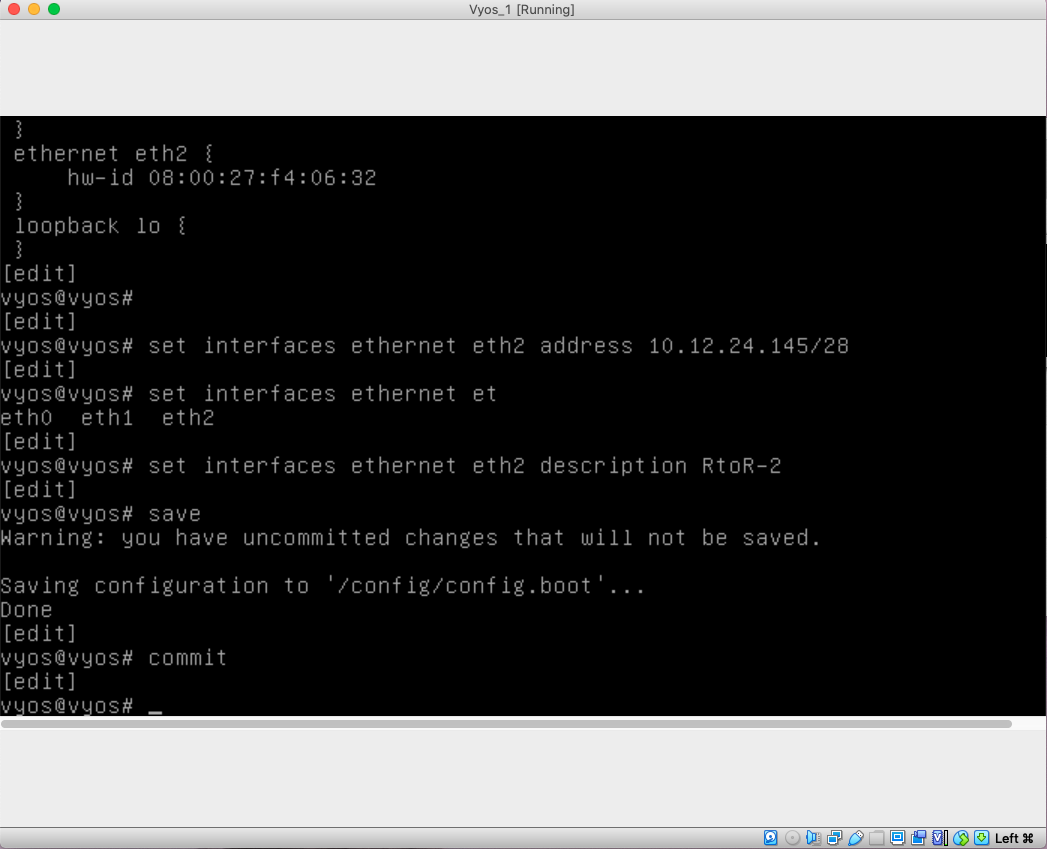 Vyos_1 [Running]
}
ethernet eth2 {
hw-id 08:00:27:f4:06:32
}
loopback lo {
}
[edit]
vyos@vyos#
[edit]
vyos@vyos# set interfaces ethernet eth2 address 10.12.24.145/28
[edit]
vyos@vyos# set interfaces ethernet et
eth0  eth1  eth2
[edit]
vyos@vyos# set interfaces ethernet eth2 description RtoR-2
[edit]
vyos@vyos# save
Warning: you have uncommitted changes that will not be saved.
Saving configuration to '/config/config.boot'...
Done
[edit]
vyos@vyos# commit
[edit]
vyos@vyos# _
Left ⌘